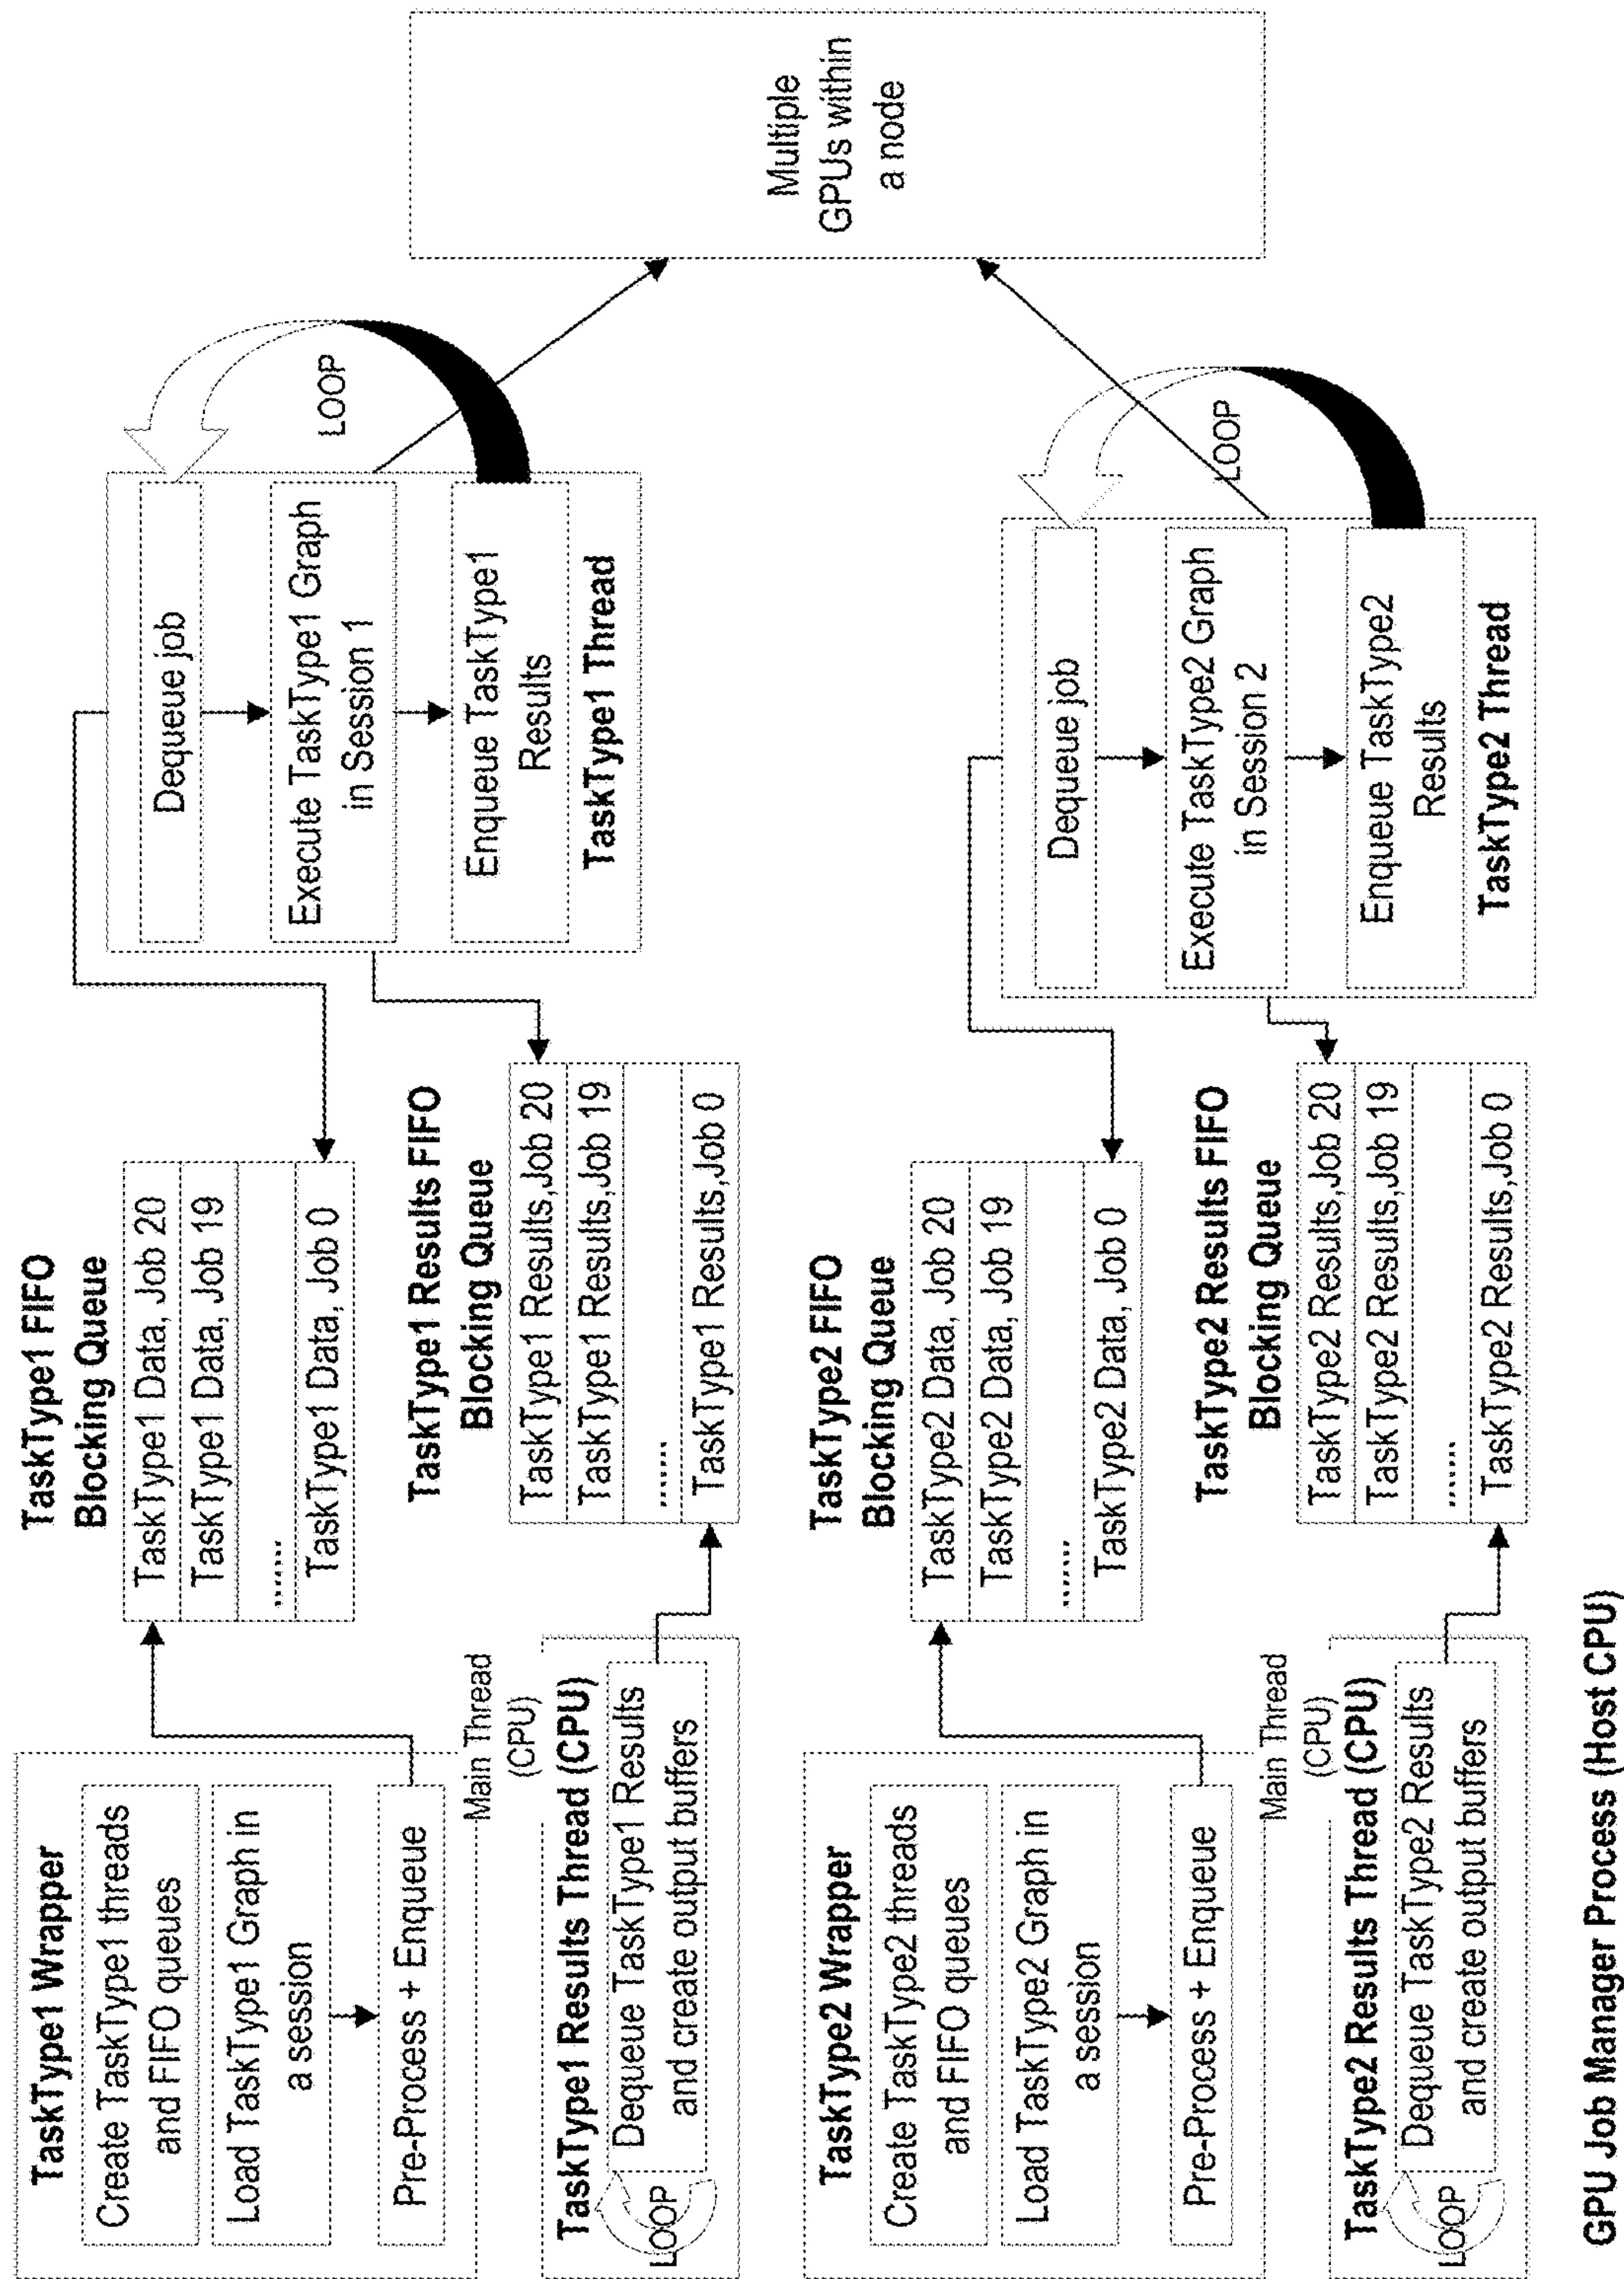 TaskType1 Wrapper
Create TaskType1 threads
and FIFO queues
Load TaskType1 Graph in
a session
Pre-Process + Enqueue
Main Thread
(CPU)
TaskType1 Results Thread (CPU)
Dequeue TaskType1 Results
and create output buffers
LOOP
TaskType1 FIFO
Blocking Queue
TaskType1 Data, Job 20
TaskType1 Data, Job 19
......
TaskType1 Data, Job 0
TaskType1 Results FIFO
Blocking Queue
TaskType1 Results,Job 20
TaskType1 Results,Job 19
......
TaskType1 Results,Job 0
Dequeue job
Execute TaskType1 Graph
in Session 1
Enqueue TaskType1
Results
TaskType1 Thread
LOOP
Multiple
GPUs within
a node
TaskType2 Wrapper
Create TaskType2 threads
and FIFO queues
Load TaskType2 Graph in
a session
Pre-Process + Enqueue
Main Thread
(CPU)
TaskType2 Results Thread (CPU)
Dequeue TaskType2 Results
and create output buffers
LOOP
TaskType2 FIFO
Blocking Queue
TaskType2 Data, Job 20
TaskType2 Data, Job 19
......
TaskType2 Data, Job 0
TaskType2 Results FIFO
Blocking Queue
TaskType2 Results,Job 20
TaskType2 Results,Job 19
......
TaskType2 Results,Job 0
Dequeue job
Execute TaskType2 Graph
in Session 2
Enqueue TaskType2
Results
TaskType2 Thread
LOOP
GPU Job Manager Process (Host CPU)